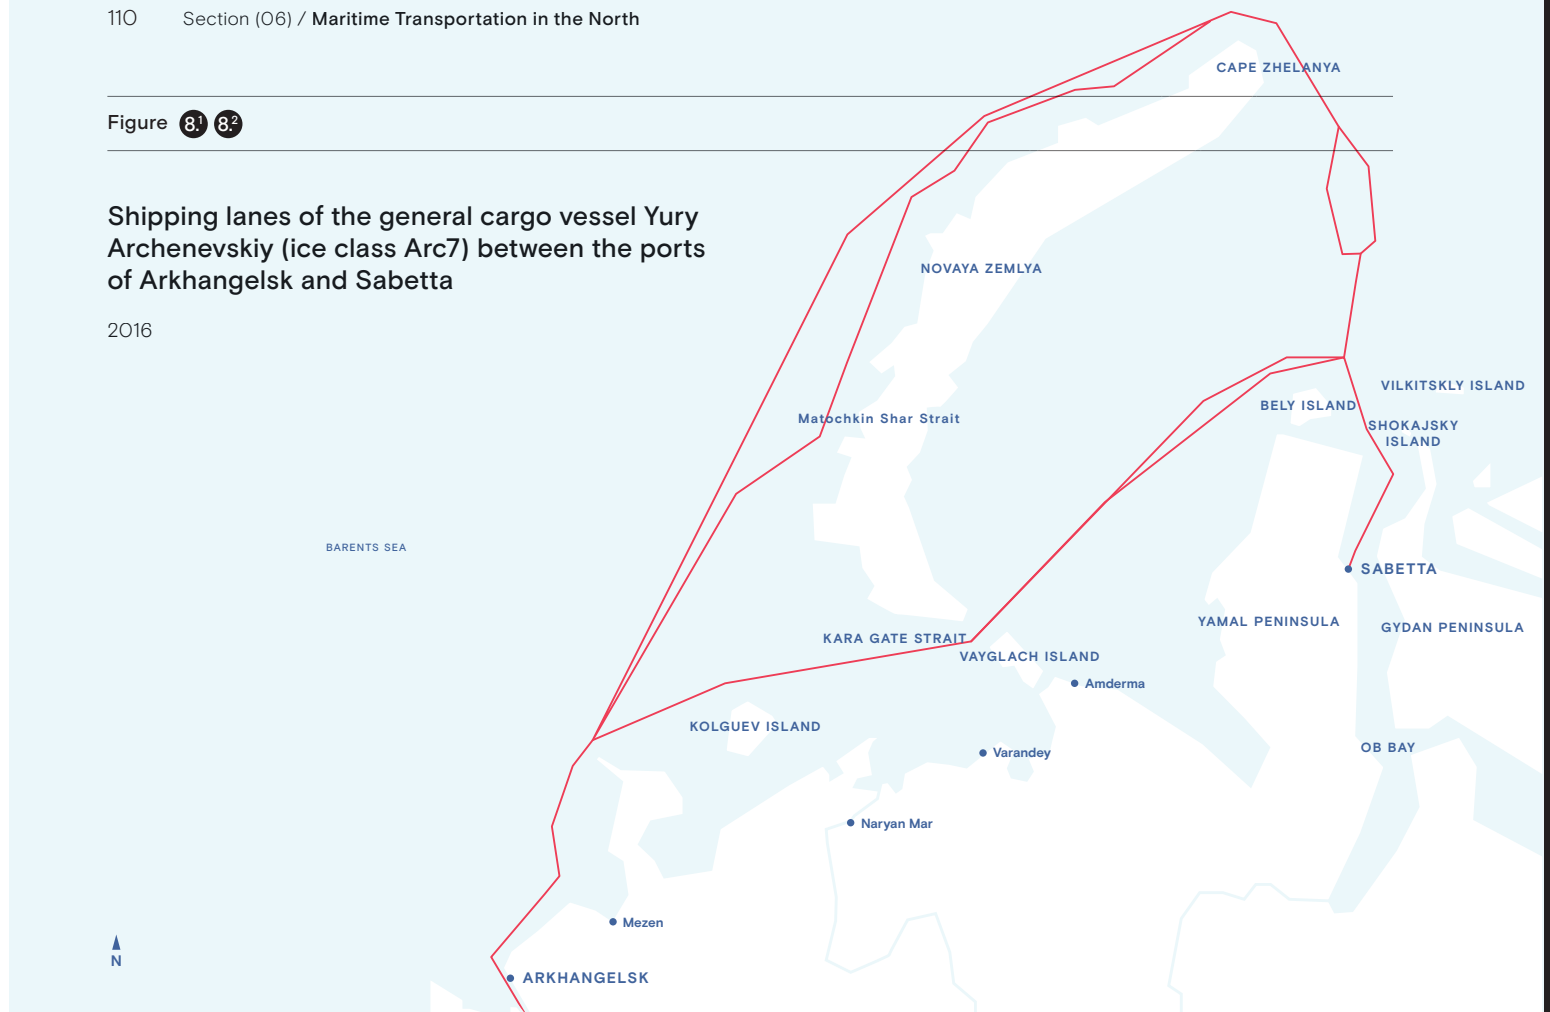 110 Section (06) / Maritime Transportation in the North
CAPE ZHELANYA
Figure 8.1 8.2
Shipping lanes of the general cargo vessel Yury
Archenevskiy (ice class Arc7) between the ports
of Arkhangelsk and Sabetta
2016
NOVAYA ZEMLYA
VILKITSKLY ISLAND
BELY ISLAND
Matochkin Shar Strait
SHOKAJSKY
ISLAND
BARENTS SEA
SABETTA
YAMAL PENINSULA
GYDAN PENINSULA
KARA GATE STRAIT
VAYGLACH ISLAND
Amderma
KOLGUEV ISLAND
Varandey
OB BAY
Naryan Mar
Mezen
N
ARKHANGELSK